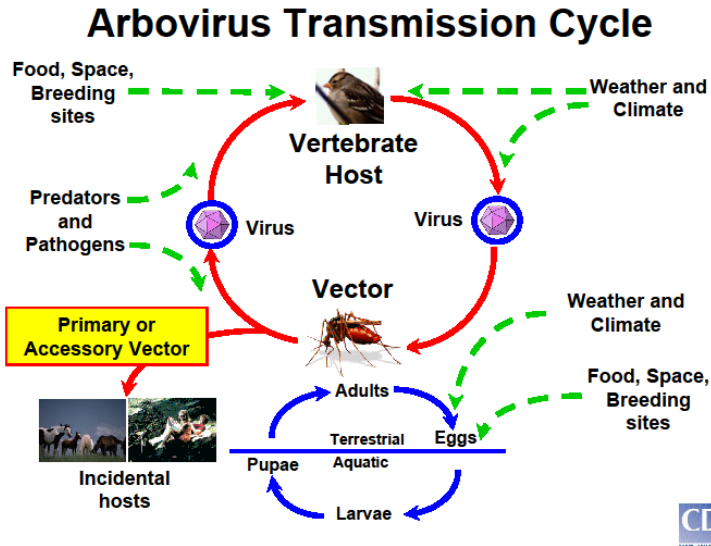 Arbovirus Transmission Cycle
Food, Space,
Breeding
sites
Weather and
Climate
Vertebrate
Host
Predators
and
Pathogens
Virus
Virus
Vector
Primary or
Accessory Vector
Weather and
Climate
Food, Space,
Breeding
sites
Adults
Terrestrial
Eggs
Pupae
Aquatic
Larvae
Incidental
hosts
CD